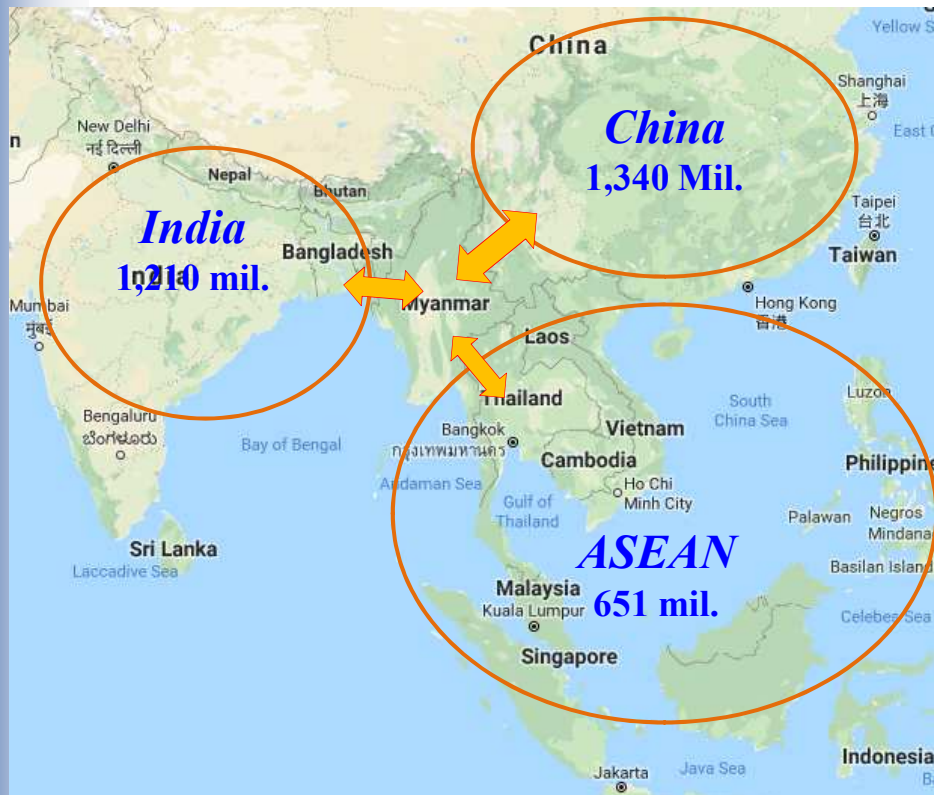 China
Yellow S
Shanghai
上海
East C
New Delhi
नई दिल्ली
n
Nepal
Bhutan
China
1,340 Mil.
Taipei
台北
Taiwan
India
Bangladesh
India
1,210 mil.
Mumbai
मुंबई
Myanmar
Hong Kong
香港
Laos
Thailand
Luzon
South
China Sea
Bengaluru
ಬೆಂಗಳೂರು
Bay of Bengal
Bangkok
กรุงเทพมหานคร
Vietnam
Cambodia
Philippine
Andaman Sea
Ho Chi
Minh City
Gulf of
Thailand
Palawan
Negros
Mindana
Sri Lanka
Laccadive Sea
ASEAN
651 mil.
Basilan Island
Malaysia
Kuala Lumpur
Celebes Sea
Singapore
Indonesia
Jakarta
Java Sea
Ba